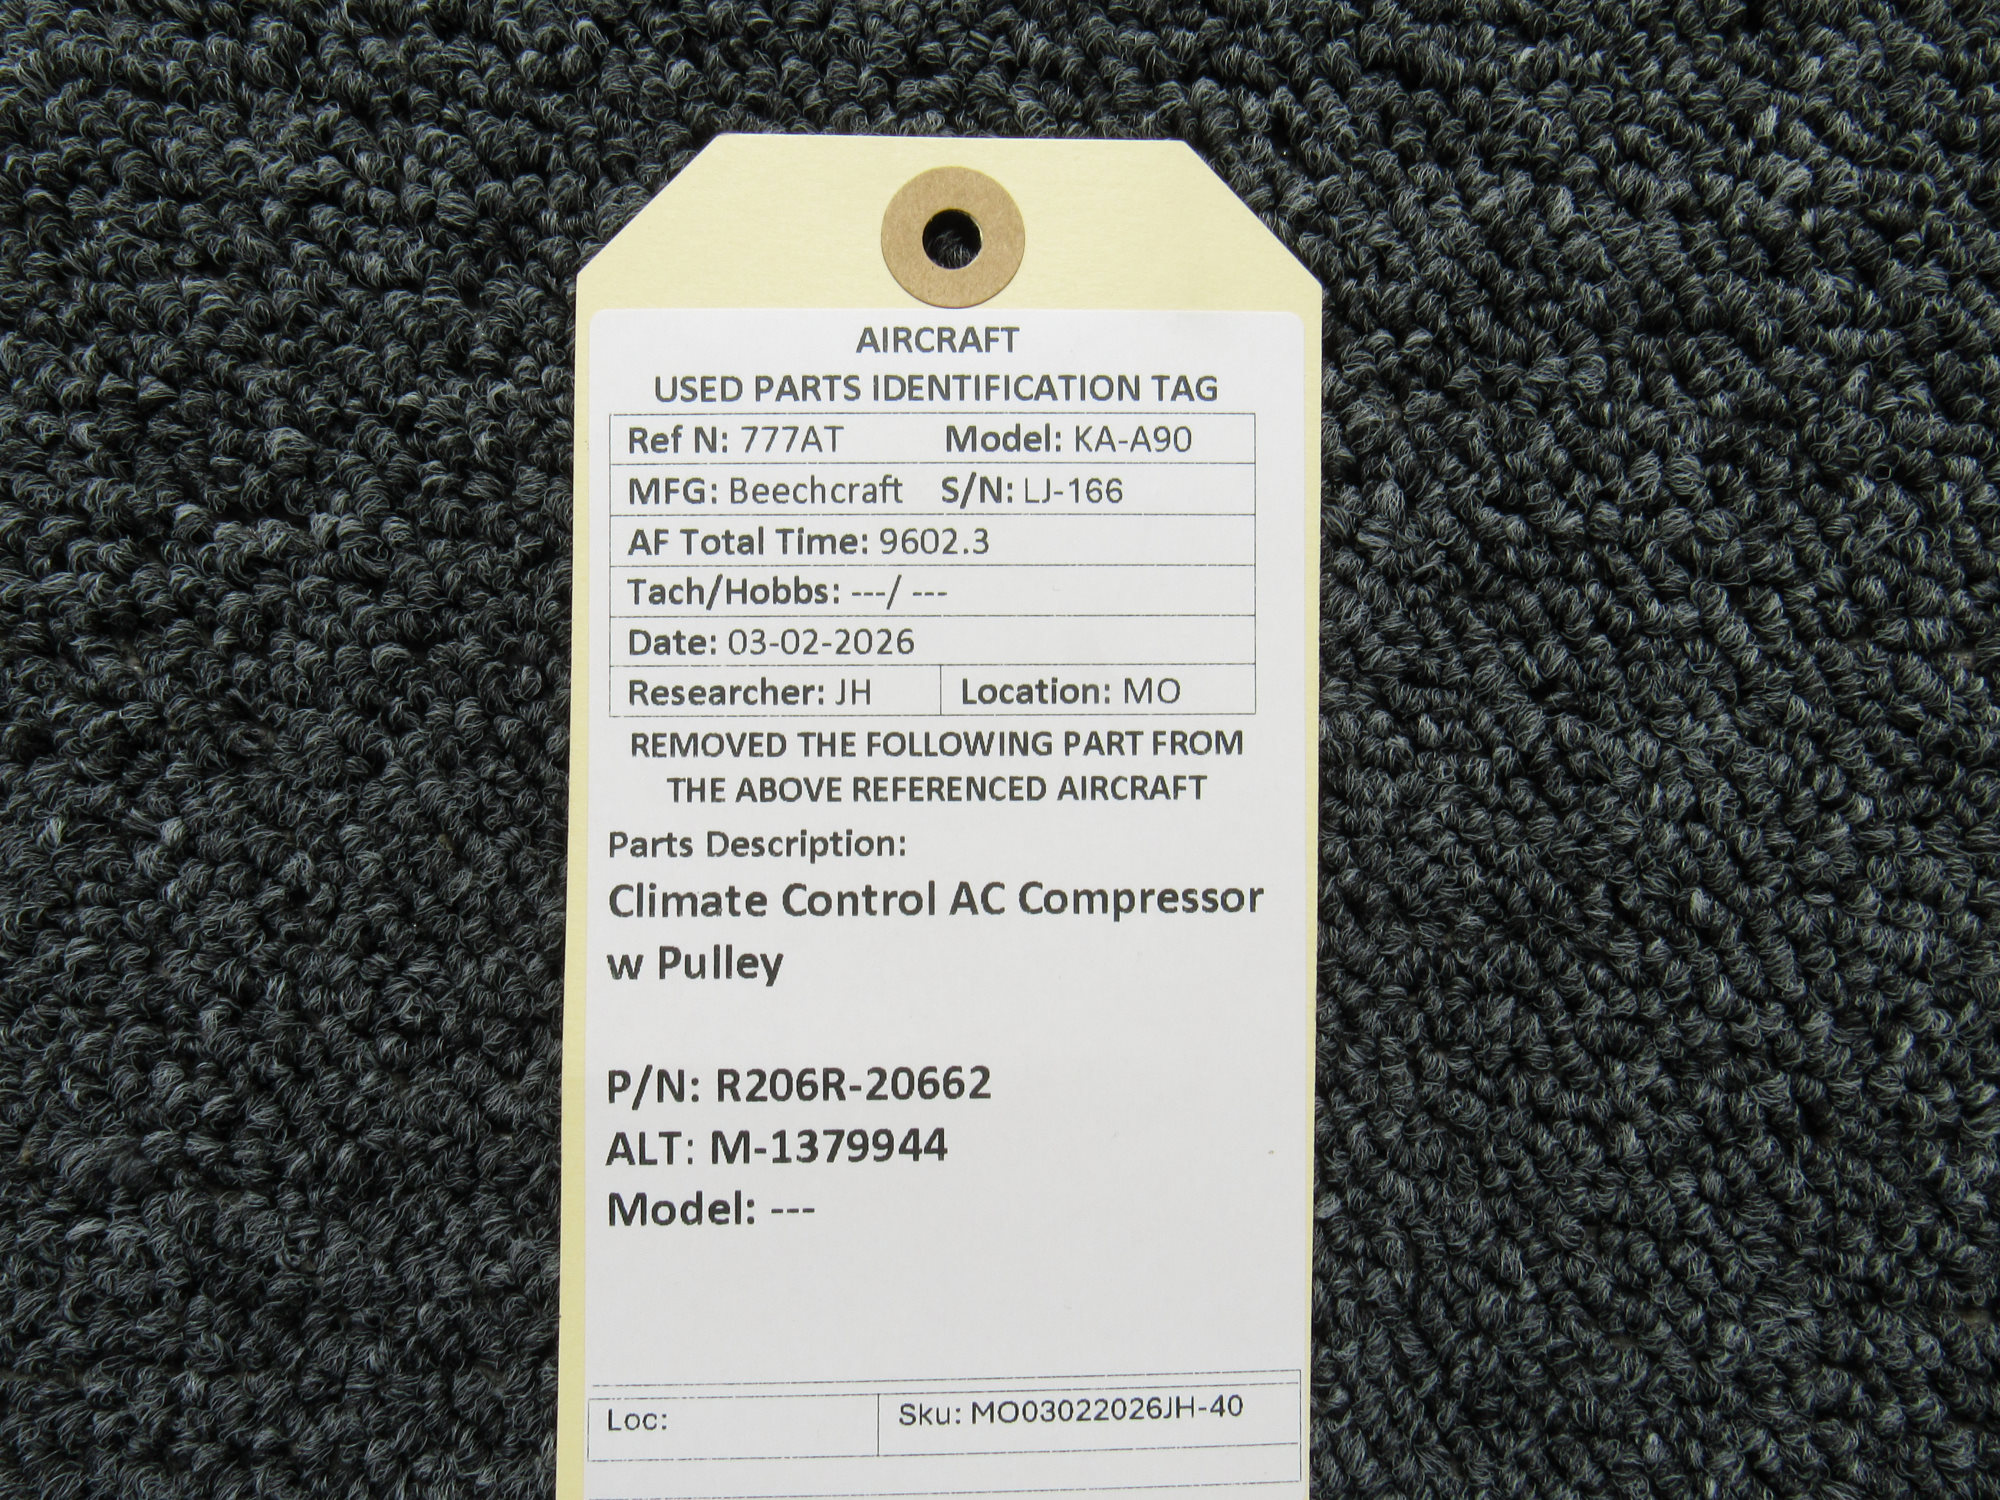 AIRCRAFT
USED PARTS IDENTIFICATION TAG
Ref N: 777AT Model: KA-A90
MFG: Beechcraft S/N: LJ-166
AF Total Time: 9602.3
Tach/Hobbs: ---/ ---
Date: 03-02-2026
Researcher: JH Location: MO
REMOVED THE FOLLOWING PART FROM
THE ABOVE REFERENCED AIRCRAFT
Parts Description:
Climate Control AC Compressor
w Pulley
P/N: R206R-20662
ALT: M-1379944
Model: ---
Loc: Sku: MO03022026JH-40